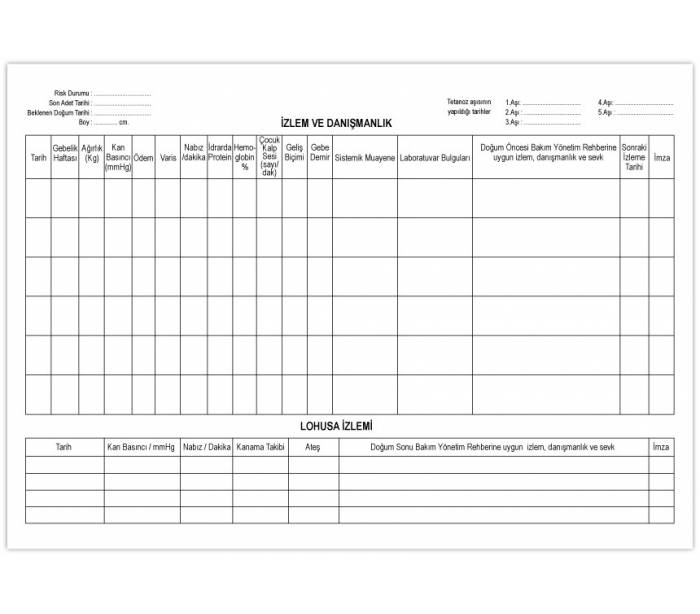 Risk Durumu : ..............................
Son Adet Tarihi : ..............................
Beklenen Doğum Tarihi : ..............................
Boy : ............. cm.
Tetanoz aşısının
yapıldığı tarihler
1.Aşı: ..............................
2.Aşı : ..............................
3.Aşı : ..............................
4.Aşı: ..............................
5.Aşı: ..............................
İZLEM VE DANIŞMANLIK
Tarih
Gebelik
Haftası
Ağırlık
(Kg)
Kan
Basıncı
(mmHg)
Ödem
Varis
Nabız
/dakika
İdrarda
Protein
Hemo-
globin
%
Çocuk
Kalp
Sesi
(sayı/
dak)
Geliş
Biçimi
Gebe
Demir
Sistemik Muayene
Laboratuvar Bulguları
Doğum Öncesi Bakım Yönetim Rehberine
uygun izlem, danışmanlık ve sevk
Sonraki
İzleme
Tarihi
İmza
LOHUSA İZLEMİ
Tarih
Kan Basıncı / mmHg
Nabız / Dakika
Kanama Takibi
Ateş
Doğum Sonu Bakım Yönetim Rehberine uygun izlem, danışmanlık ve sevk
İmza